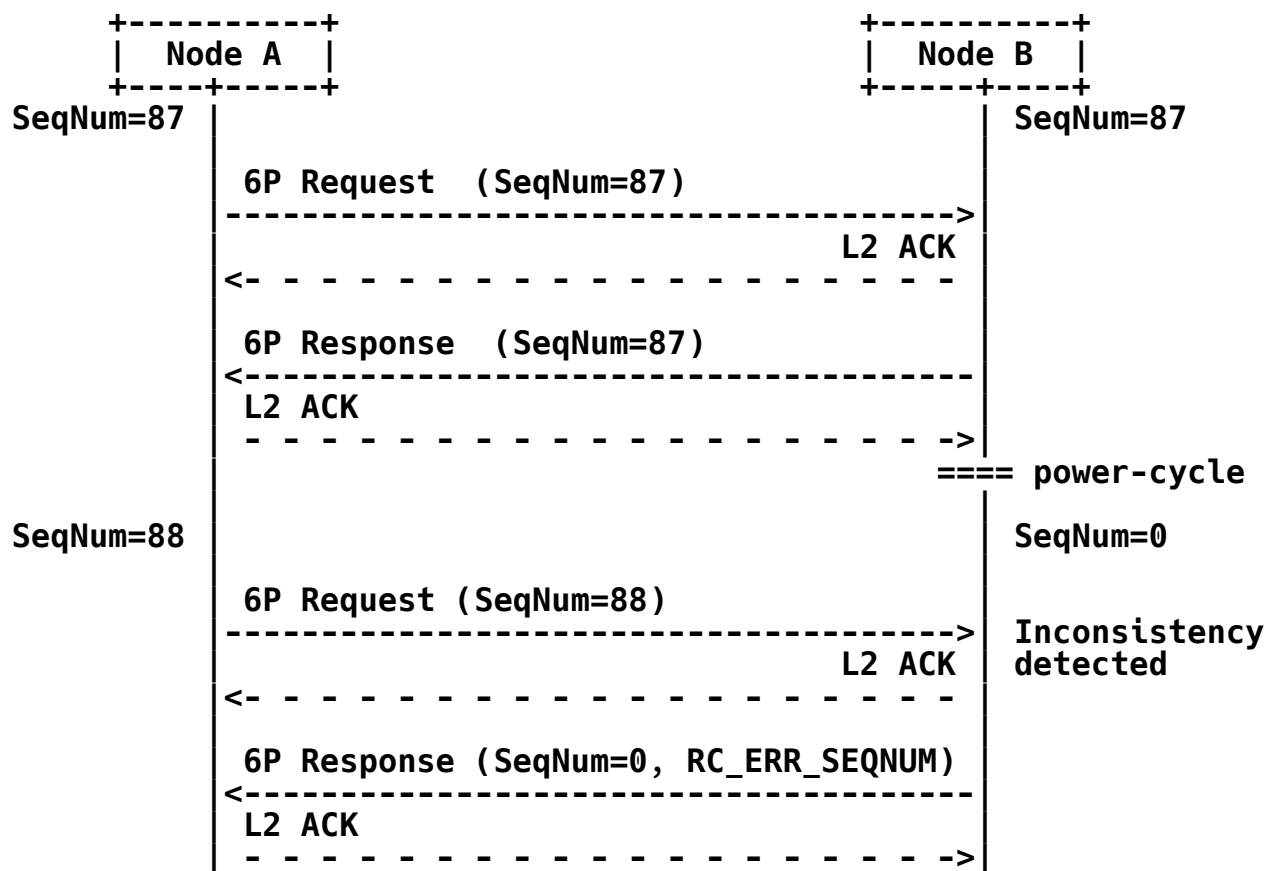 +----------+                           +----------+
|  Node A  |                           |  Node B  |
+----+-----+                           +-----+----+
SeqNum=87 | | SeqNum=87
| 6P Request  (SeqNum=87) |
|-------------------------------------->|
| L2 ACK |
|<- - - - - - - - - - - - - - - - - - - |
| 6P Response  (SeqNum=87) |
|<--------------------------------------|
| L2 ACK |
| - - - - - - - - - - - - - - - - - - ->|
==== power-cycle
SeqNum=88 | | SeqNum=0
| 6P Request (SeqNum=88) |
|-------------------------------------->| Inconsistency
| L2 ACK | detected
|<- - - - - - - - - - - - - - - - - - - |
| 6P Response (SeqNum=0, RC_ERR_SEQNUM) |
|<--------------------------------------|
| L2 ACK |
| - - - - - - - - - - - - - - - - - - ->|